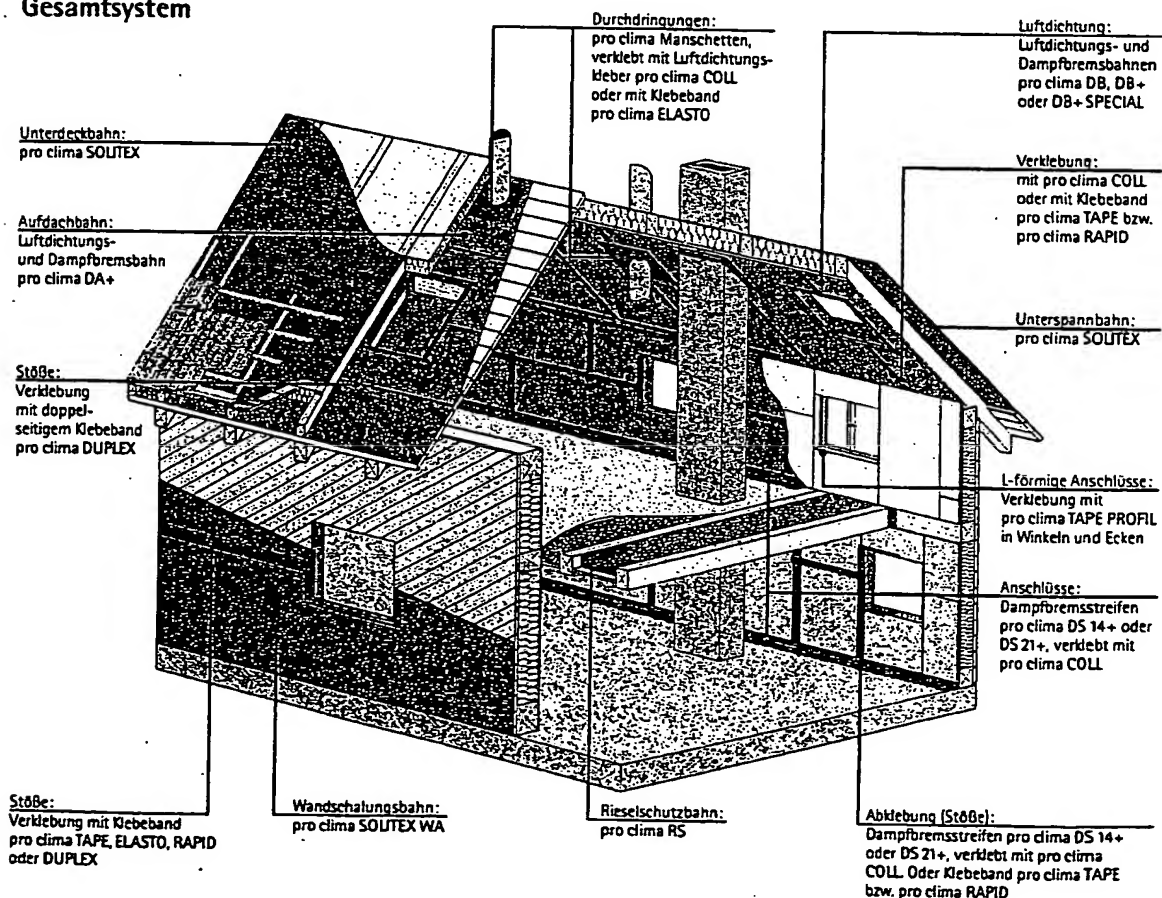 Gesamtsystem
Durchdringungen:
pro clima Manschetten,
verklebt mit Luftdichtungs-
kleber pro clima COLL
oder mit Klebeband
pro clima ELASTO
Luftdichtung:
Luftdichtungs- und
Dampfbremsbahnen
pro clima DB, DB+
oder DB+ SPECIAL
Unterdeckbahn:
pro clima SOLITEX
Verklebung:
mit pro clima COLL
oder mit Klebeband
pro clima TAPE bzw.
pro clima RAPID
Aufdachbahn:
Luftdichtungs-
und Dampfbremsbahn
pro clima DA+
Unterspannbahn:
pro clima SOLITEX
Stöße:
Verklebung
mit doppel-
seitigem Klebeband
pro clima DUPLEX
L-förmige Anschlüsse:
Verklebung mit
pro clima TAPE PROFIL
in Winkeln und Ecken
Anschlüsse:
Dampfbremsstreifen
pro clima DS 14+ oder
DS 21+, verklebt mit
pro clima COLL
Stöße:
Verklebung mit Klebeband
pro clima TAPE, ELASTO, RAPID
oder DUPLEX
Wandschalungsbahn:
pro clima SOLITEX WA
Rieselschutzbahn:
pro clima RS
Abklebung (Stöße):
Dampfbremsstreifen pro clima DS 14+
oder DS 21+, verklebt mit pro clima
COLL. Oder Klebeband pro clima TAPE
bzw. pro clima RAPID